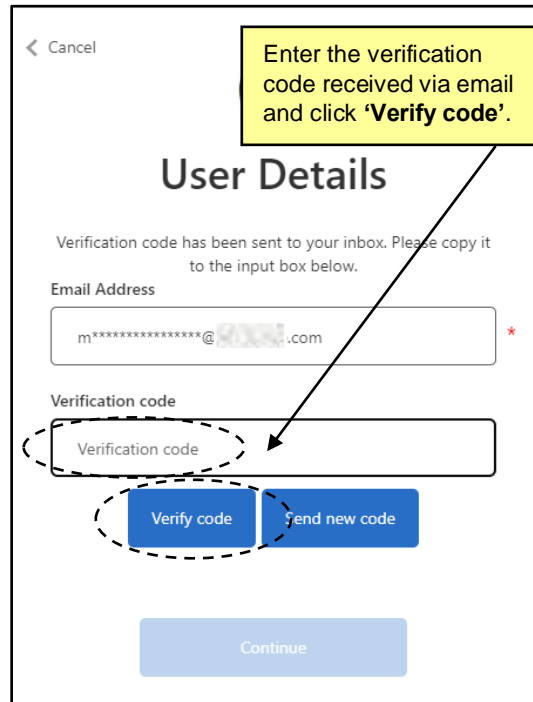 Cancel
Enter the verification
code received via email
and click ‘Verify code’.
User Details
Verification code has been sent to your inbox. Please copy it
to the input box below.
Email Address
m****************@ .com
*
Verification code
Verification code
Verify code
Send new code
Continue